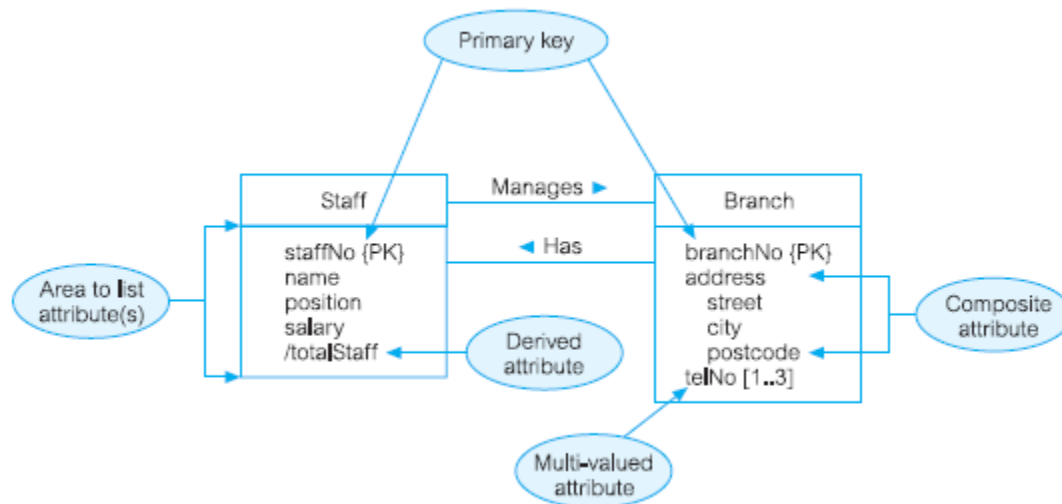 Primary key
Staff
Manages ►
Branch
◄ Has
staffNo {PK}
name
position
salary
/totalStaff
branchNo {PK}
address
street
city
postcode
telNo [1..3]
Area to list
attribute(s)
Derived
attribute
Composite
attribute
Multi-valued
attribute